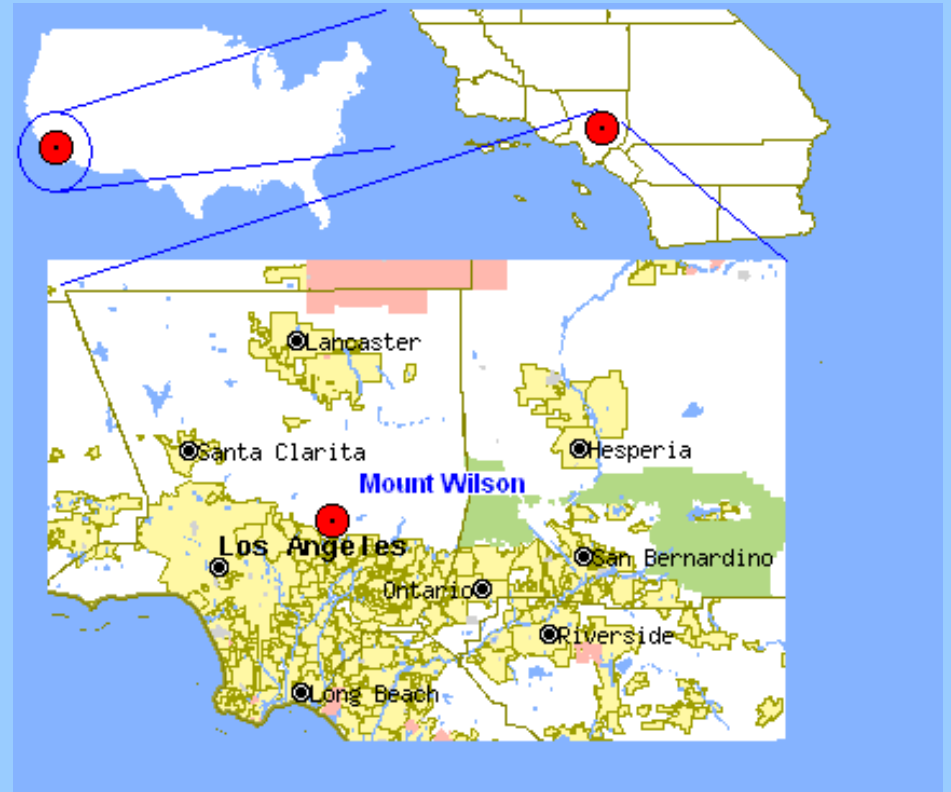 Lancaster
Santa Clarita
Hesperia
Mount Wilson
Los Angeles
San Bernardino
Ontario
Riverside
Long Beach